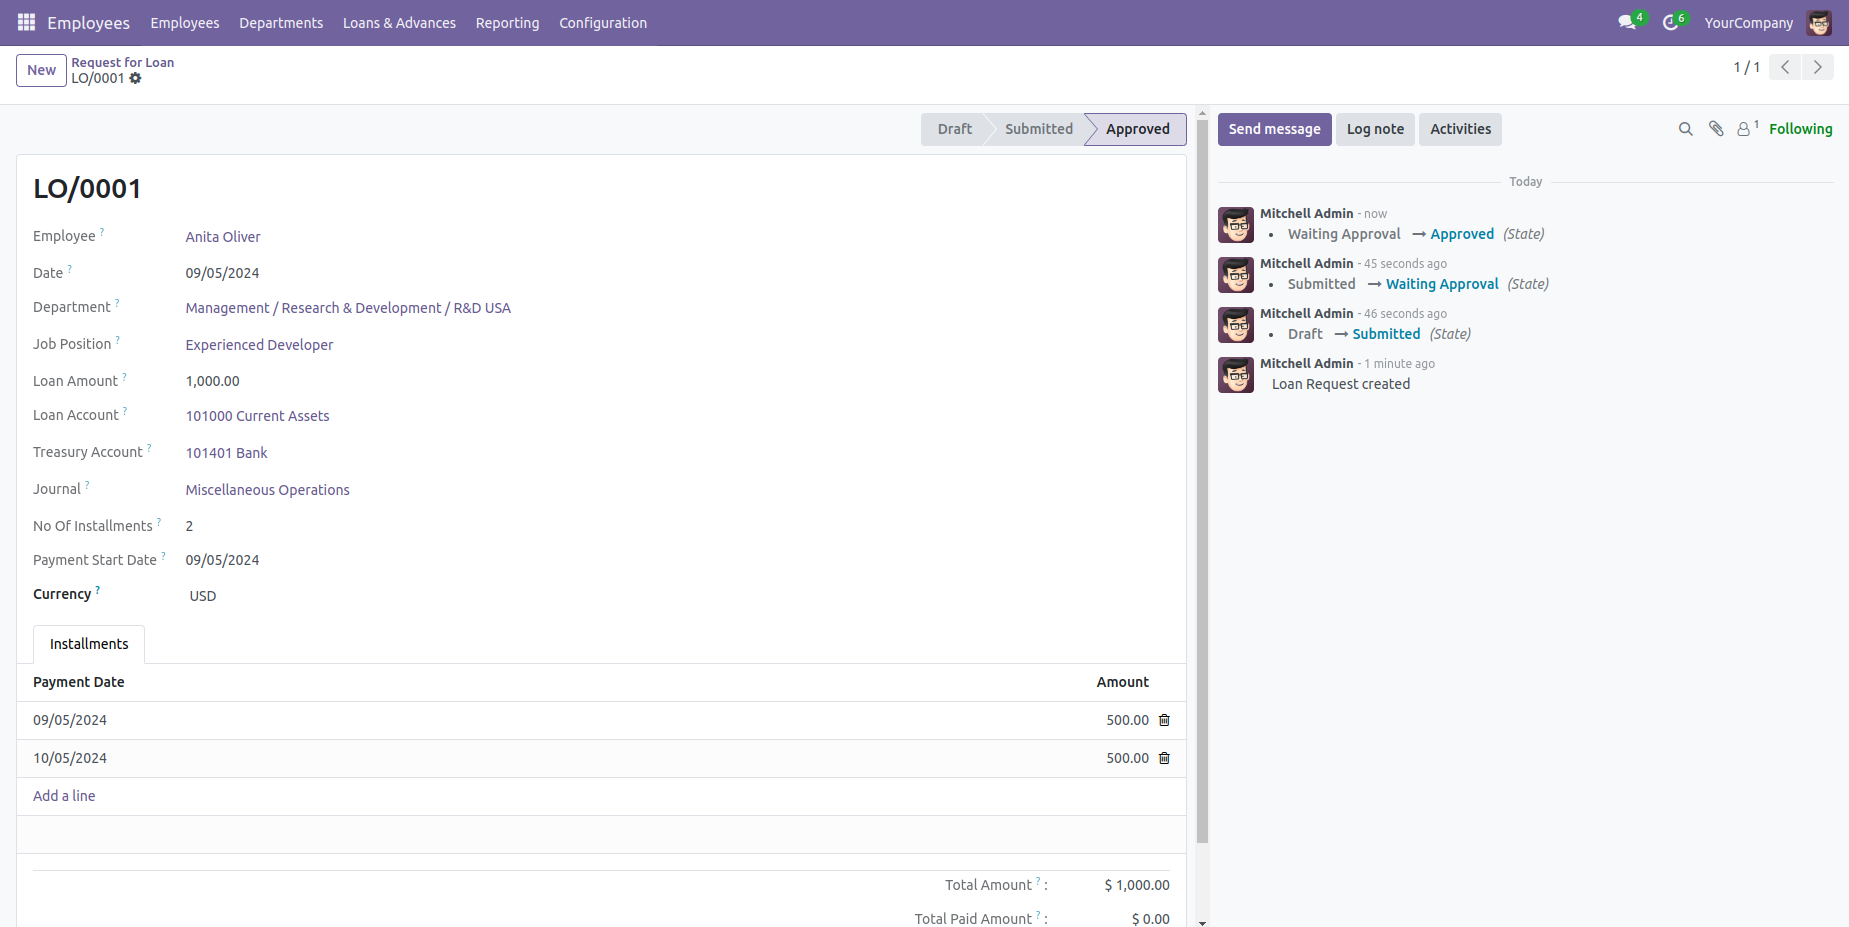 Employees Employees Departments Loans & Advances Reporting Configuration 4 6 YourCompany
New Request for Loan
LO/0001
1 / 1
Draft Submitted Approved
LO/0001
Employee ? Anita Oliver
Date ? 09/05/2024
Department ? Management / Research & Development / R&D USA
Job Position ? Experienced Developer
Loan Amount ? 1,000.00
Loan Account ? 101000 Current Assets
Treasury Account ? 101401 Bank
Journal ? Miscellaneous Operations
No Of Installments ? 2
Payment Start Date ? 09/05/2024
Currency ? USD
Installments
Payment Date Amount
09/05/2024 500.00
10/05/2024 500.00
Add a line
Total Amount ? : $ 1,000.00
Total Paid Amount ? : $ 0.00
Send message Log note Activities 1 Following
Today
Mitchell Admin - now
• Waiting Approval → Approved (State)
Mitchell Admin - 45 seconds ago
• Submitted → Waiting Approval (State)
Mitchell Admin - 46 seconds ago
• Draft → Submitted (State)
Mitchell Admin - 1 minute ago
Loan Request created